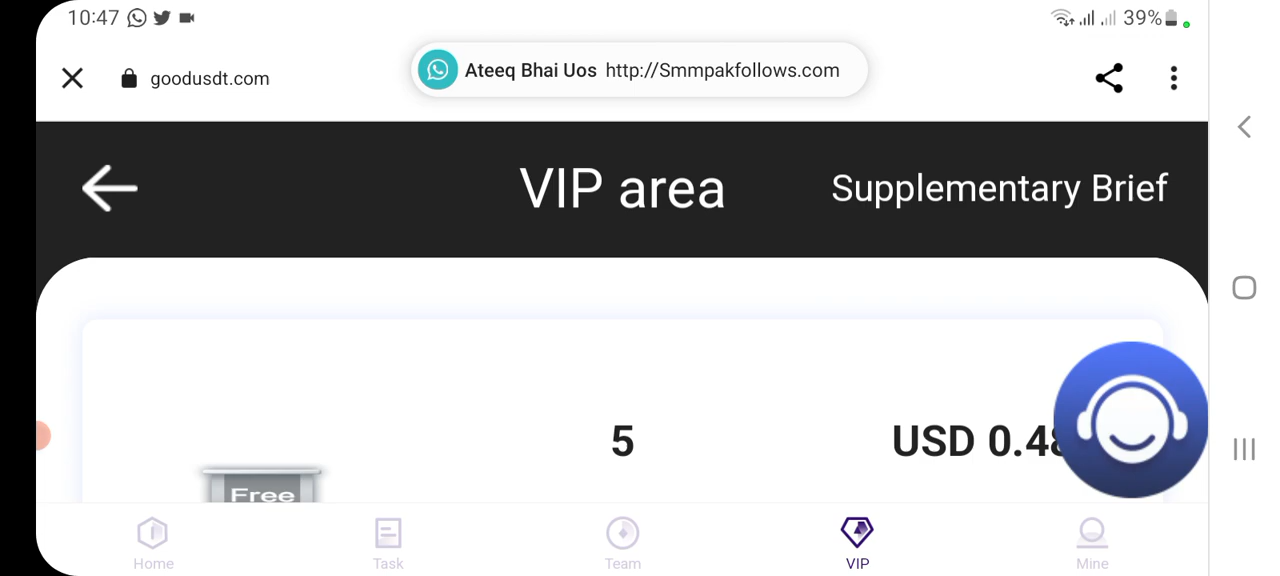 10:47
39%
goodusdt.com
Ateeq Bhai Uos http://Smmpakfollows.com
VIP area
Supplementary Brief
5
USD 0.48
Free
Home
Task
Team
VIP
Mine